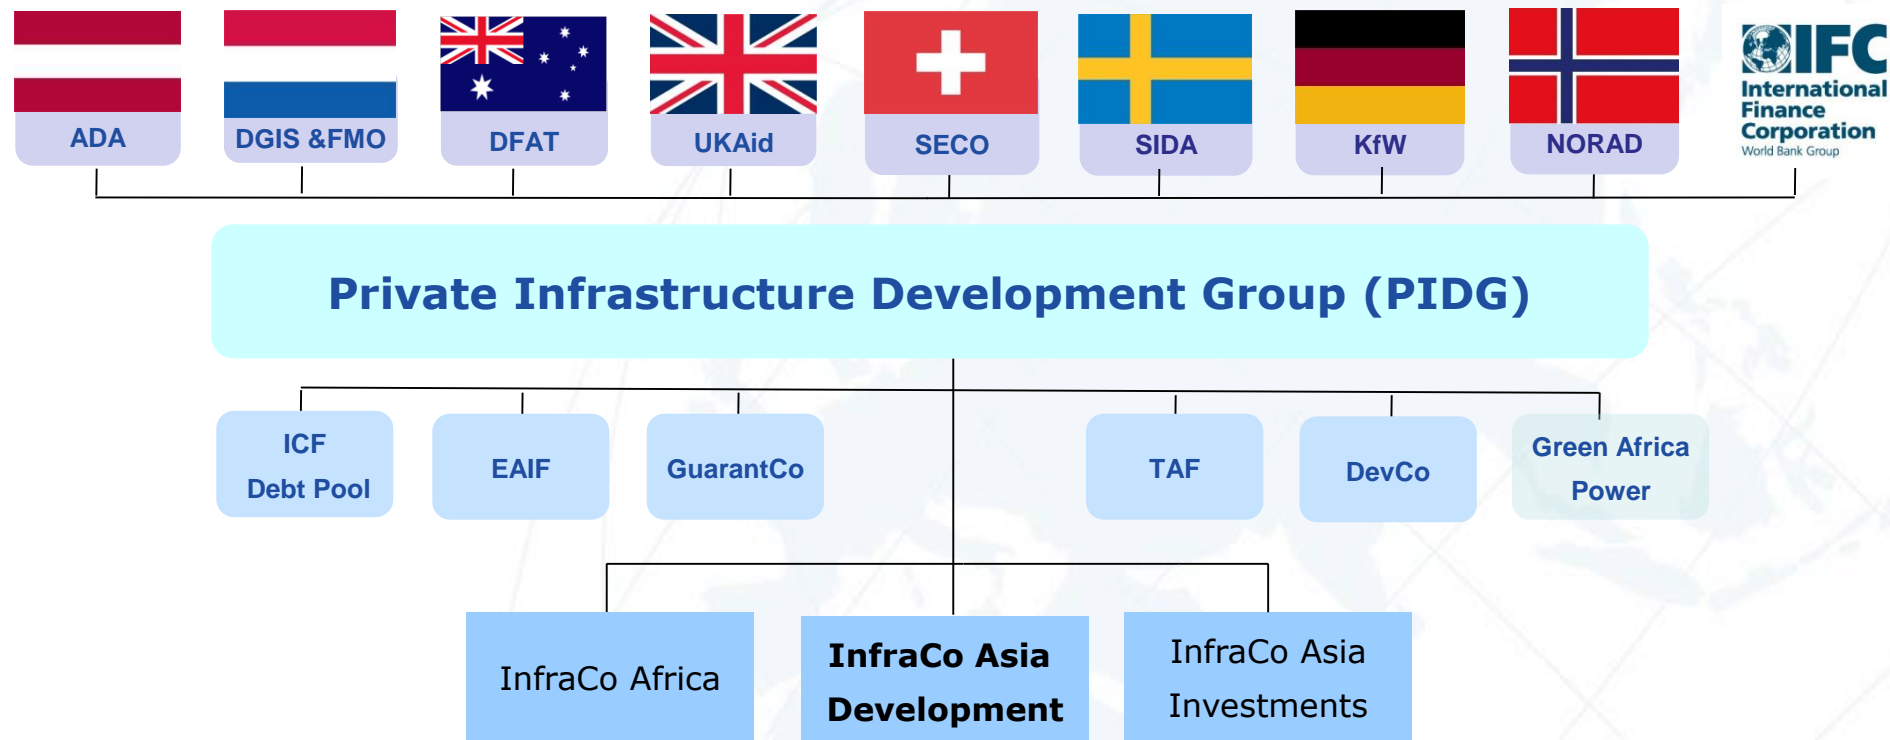 ADA
DGIS &FMO
DFAT
UKAid
SECO
SIDA
KfW
NORAD
IFC
International
Finance
Corporation
World Bank Group
Private Infrastructure Development Group (PIDG)
ICF
Debt Pool
EAIF
GuarantCo
TAF
DevCo
Green Africa
Power
InfraCo Africa
InfraCo Asia
Development
InfraCo Asia
Investments